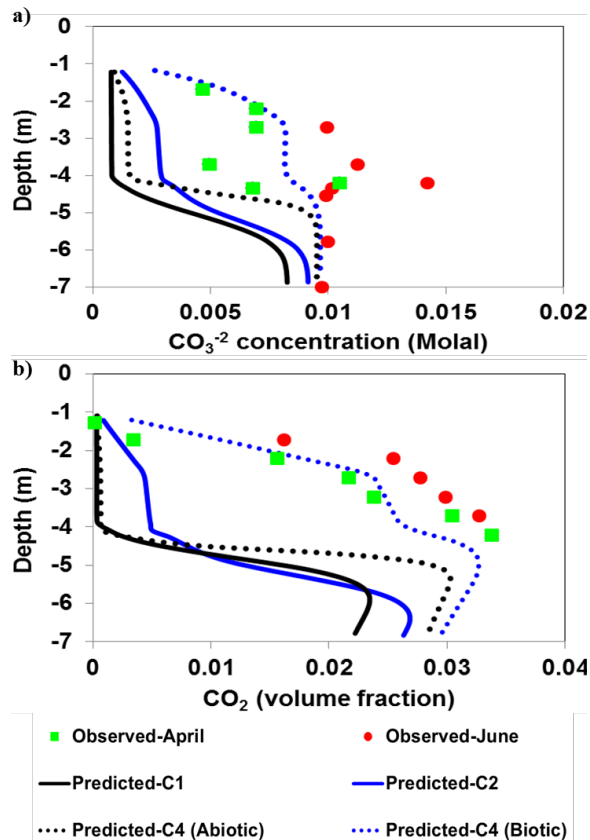 a)
0
-1
-2
-3
-4
-5
-6
-7
Depth (m)
0 0.005 0.01 0.015 0.02
CO₃⁻² concentration (Molal)
b)
0
-1
-2
-3
-4
-5
-6
-7
Depth (m)
0 0.01 0.02 0.03 0.04
CO₂ (volume fraction)
Observed-April Observed-June
Predicted-C1 Predicted-C2
Predicted-C4 (Abiotic) Predicted-C4 (Biotic)